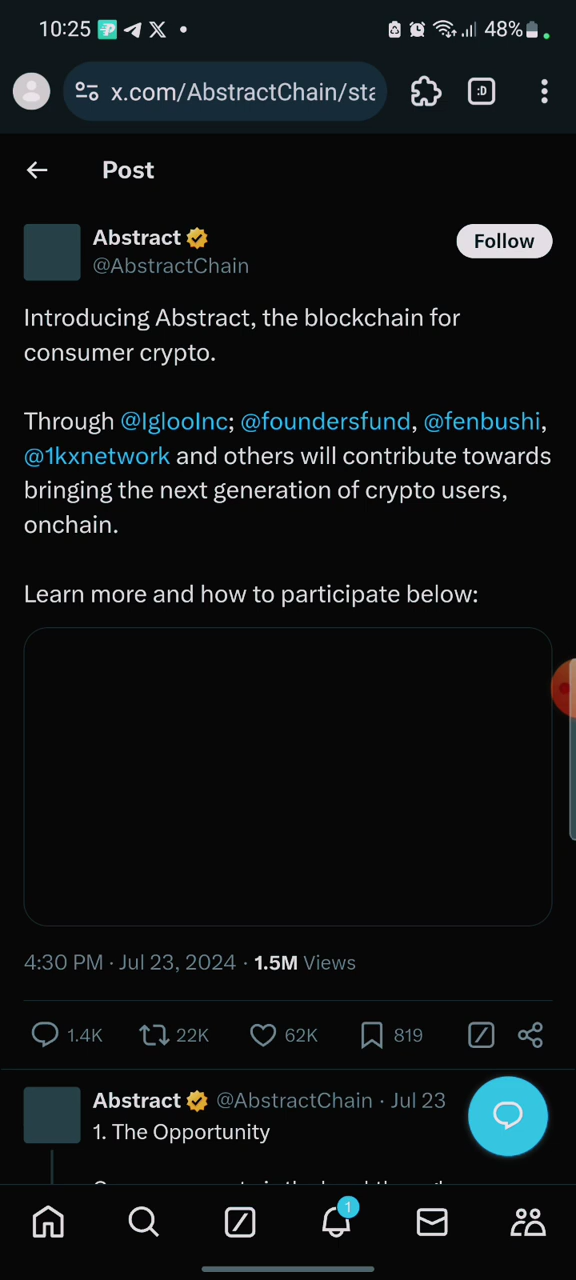 10:25
48%
x.com/AbstractChain/sta
:D
Post
Abstract
@AbstractChain
Follow
Introducing Abstract, the blockchain for
consumer crypto.
Through @IglooInc; @foundersfund, @fenbushi,
@1kxnetwork and others will contribute towards
bringing the next generation of crypto users,
onchain.
Learn more and how to participate below:
4:30 PM · Jul 23, 2024 · 1.5M Views
1.4K 22K 62K 819
Abstract @AbstractChain · Jul 23
1. The Opportunity
1